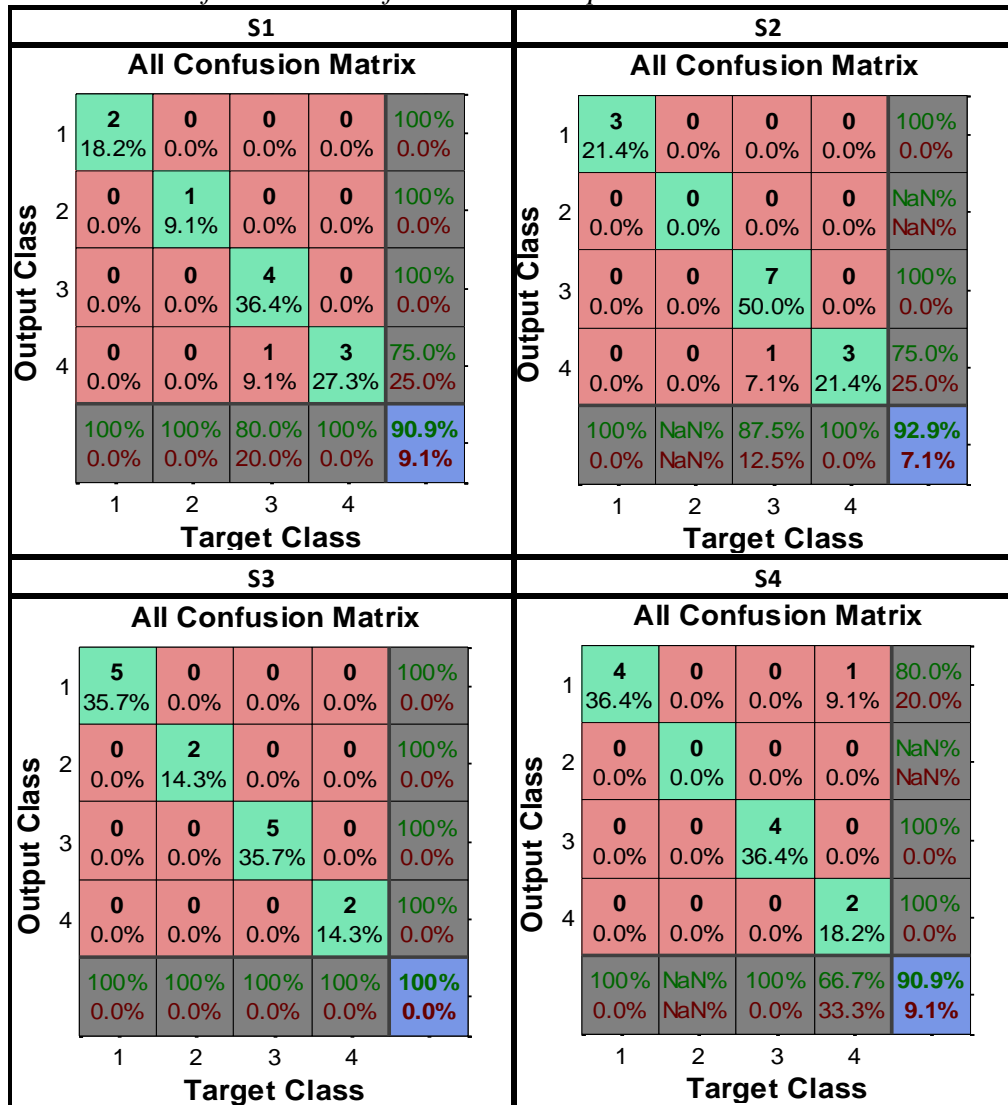 S1
All Confusion Matrix
Output Class
1
2 0 0 0 100%
18.2% 0.0% 0.0% 0.0% 0.0%
2
0 1 0 0 100%
0.0% 9.1% 0.0% 0.0% 0.0%
3
0 0 4 0 100%
0.0% 0.0% 36.4% 0.0% 0.0%
4
0 0 1 3 75.0%
0.0% 0.0% 9.1% 27.3% 25.0%
100% 100% 80.0% 100% 90.9%
0.0% 0.0% 20.0% 0.0% 9.1%
1 2 3 4
Target Class
S2
All Confusion Matrix
Output Class
1
3 0 0 0 100%
21.4% 0.0% 0.0% 0.0% 0.0%
2
0 0 0 0 NaN%
0.0% 0.0% 0.0% 0.0% NaN%
3
0 0 7 0 100%
0.0% 0.0% 50.0% 0.0% 0.0%
4
0 0 1 3 75.0%
0.0% 0.0% 7.1% 21.4% 25.0%
100% NaN% 87.5% 100% 92.9%
0.0% NaN% 12.5% 0.0% 7.1%
1 2 3 4
Target Class
S3
All Confusion Matrix
Output Class
1
5 0 0 0 100%
35.7% 0.0% 0.0% 0.0% 0.0%
2
0 2 0 0 100%
0.0% 14.3% 0.0% 0.0% 0.0%
3
0 0 5 0 100%
0.0% 0.0% 35.7% 0.0% 0.0%
4
0 0 0 2 100%
0.0% 0.0% 0.0% 14.3% 0.0%
100% 100% 100% 100% 100%
0.0% 0.0% 0.0% 0.0% 0.0%
1 2 3 4
Target Class
S4
All Confusion Matrix
Output Class
1
4 0 0 1 80.0%
36.4% 0.0% 0.0% 9.1% 20.0%
2
0 0 0 0 NaN%
0.0% 0.0% 0.0% 0.0% NaN%
3
0 0 4 0 100%
0.0% 0.0% 36.4% 0.0% 0.0%
4
0 0 0 2 100%
0.0% 0.0% 0.0% 18.2% 0.0%
100% NaN% 100% 66.7% 90.9%
0.0% NaN% 0.0% 33.3% 9.1%
1 2 3 4
Target Class